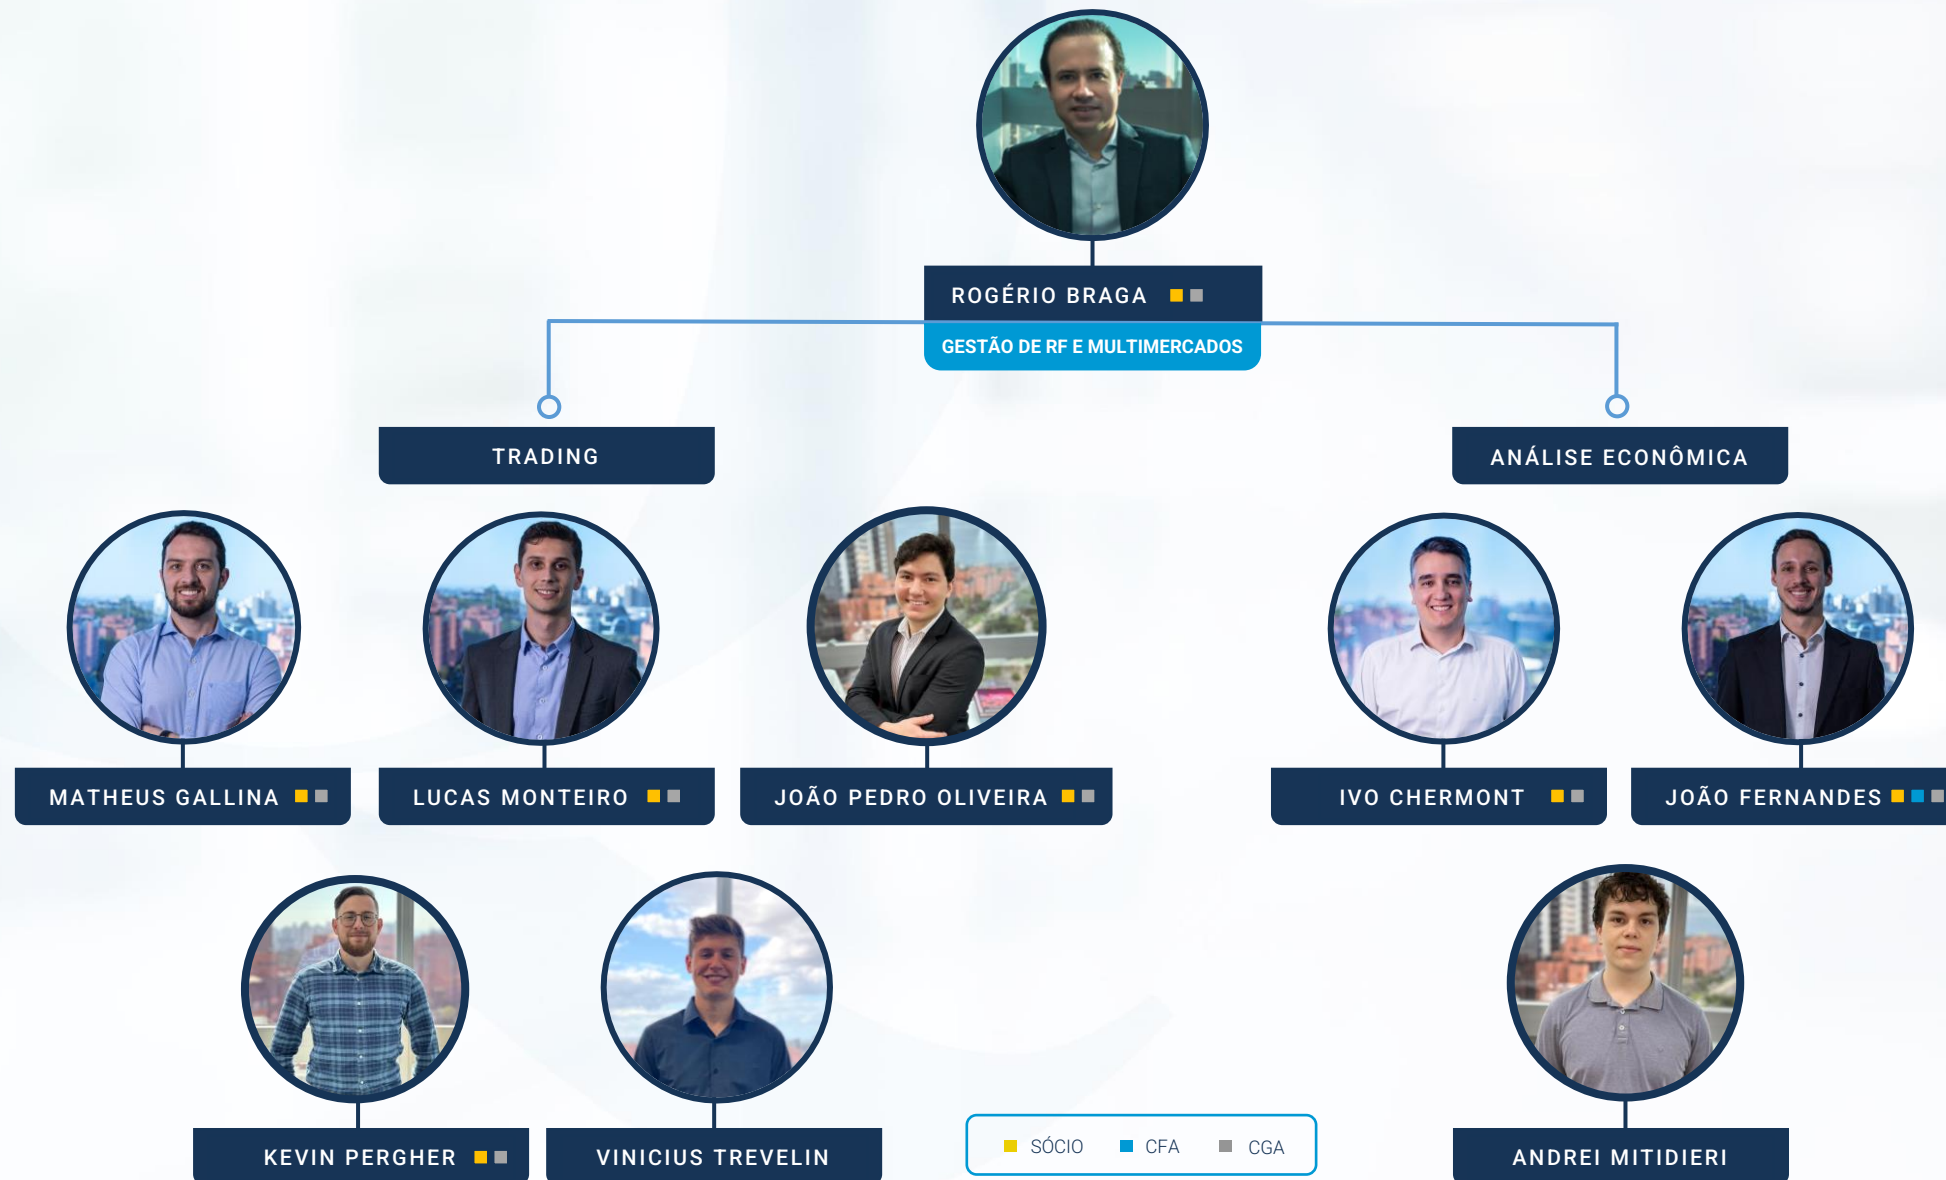 ROGÉRIO BRAGA
GESTÃO DE RF E MULTIMERCADOS
TRADING
ANÁLISE ECONÔMICA
MATHEUS GALLINA
LUCAS MONTEIRO
JOÃO PEDRO OLIVEIRA
IVO CHERMONT
JOÃO FERNANDES
KEVIN PERGHER
VINICIUS TREVELIN
SÓCIO
CFA
CGA
ANDREI MITIDIERI